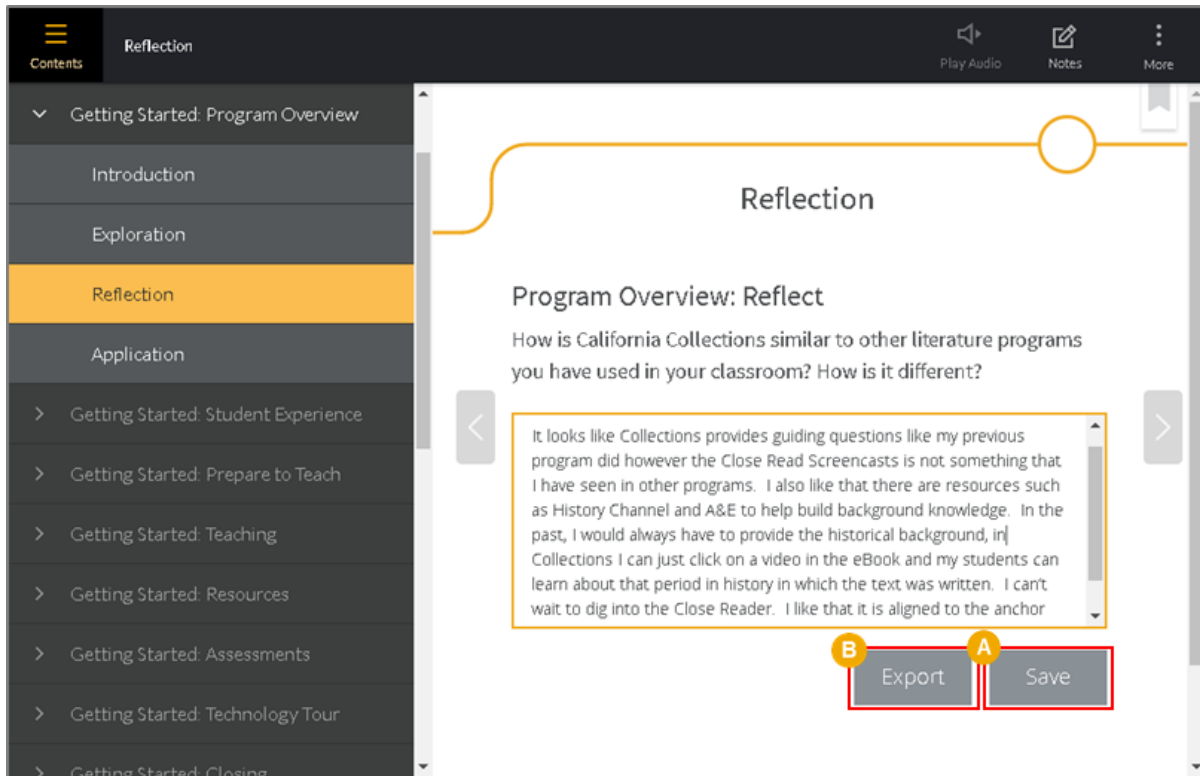 Contents
Reflection
Play Audio
Notes
More
Getting Started: Program Overview
Introduction
Exploration
Reflection
Application
Getting Started: Student Experience
Getting Started: Prepare to Teach
Getting Started: Teaching
Getting Started: Resources
Getting Started: Assessments
Getting Started: Technology Tour
Getting Started: Closing
Reflection
Program Overview: Reflect
How is California Collections similar to other literature programs
you have used in your classroom? How is it different?
It looks like Collections provides guiding questions like my previous
program did however the Close Read Screencasts is not something that
I have seen in other programs.  I also like that there are resources such
as History Channel and A&E to help build background knowledge.  In the
past, I would always have to provide the historical background, in
Collections I can just click on a video in the eBook and my students can
learn about that period in history in which the text was written.  I can't
wait to dig into the Close Reader.  I like that it is aligned to the anchor
B
Export
A
Save